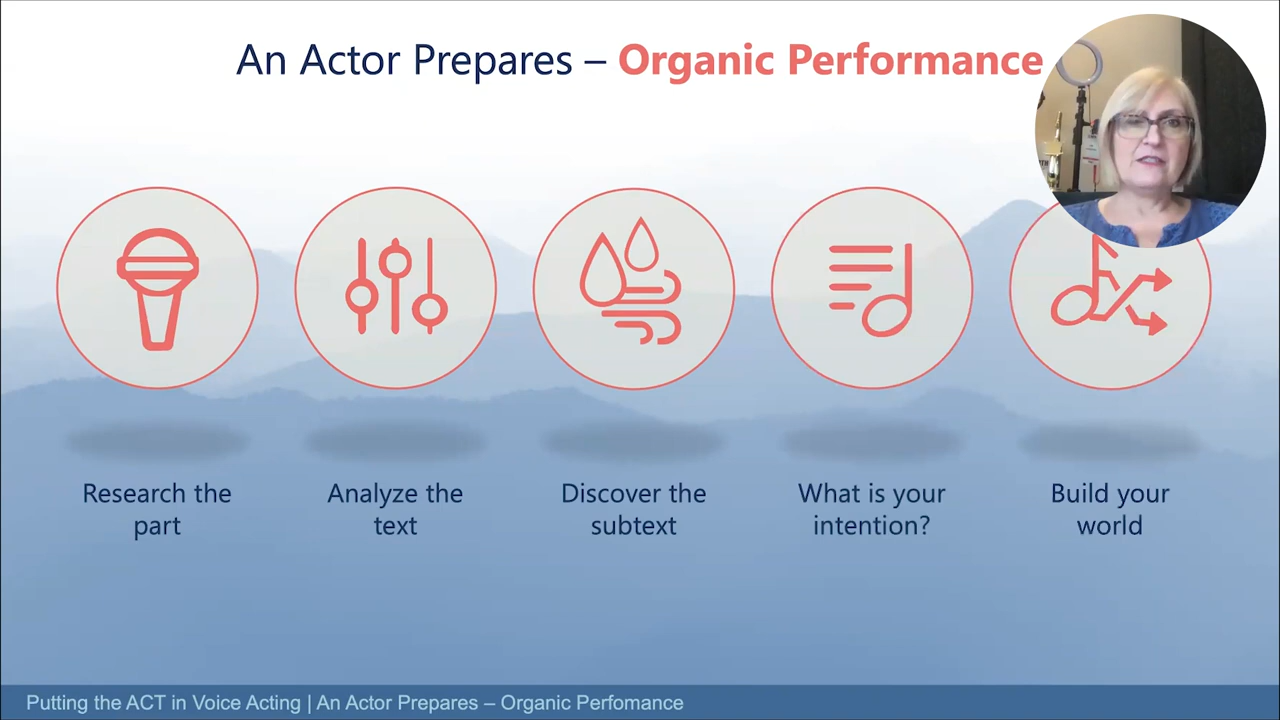 An Actor Prepares – Organic Performance
Research the
part
Analyze the
text
Discover the
subtext
What is your
intention?
Build your
world
Putting the ACT in Voice Acting | An Actor Prepares – Organic Perfomance